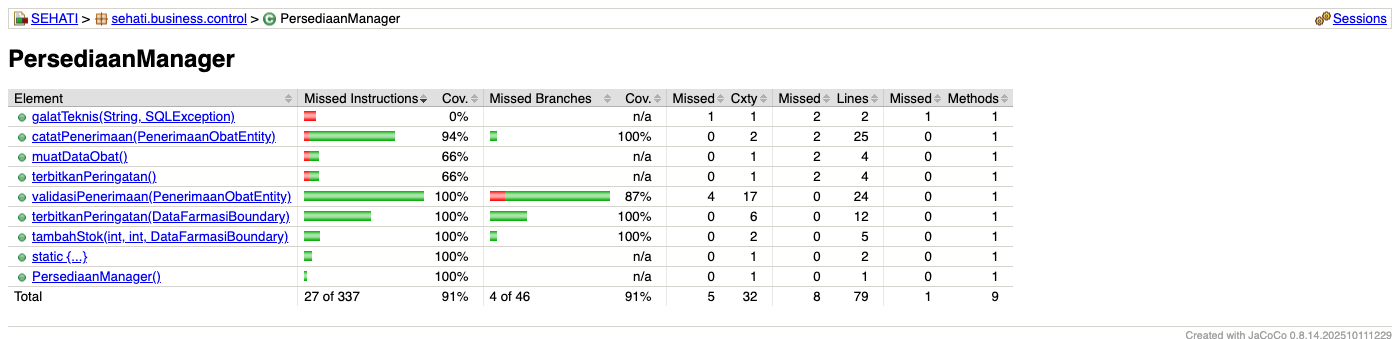 SEHATI > sehati.business.control > PersediaanManager Sessions
PersediaanManager
Element Missed Instructions Cov. Missed Branches Cov. Missed Cxty Missed Lines Missed Methods
galatTeknis(String, SQLException) 0% n/a 1 1 2 2 1 1
catatPenerimaan(PenerimaanObatEntity) 94% 100% 0 2 2 25 0 1
muatDataObat() 66% n/a 0 1 2 4 0 1
terbitkanPeringatan() 66% n/a 0 1 2 4 0 1
validasiPenerimaan(PenerimaanObatEntity) 100% 87% 4 17 0 24 0 1
terbitkanPeringatan(DataFarmasiBoundary) 100% 100% 0 6 0 12 0 1
tambahStok(int, int, DataFarmasiBoundary) 100% 100% 0 2 0 5 0 1
static {...} 100% n/a 0 1 0 2 0 1
PersediaanManager() 100% n/a 0 1 0 1 0 1
Total 27 of 337 91% 4 of 46 91% 5 32 8 79 1 9
Created with JaCoCo 0.8.14.202510111229